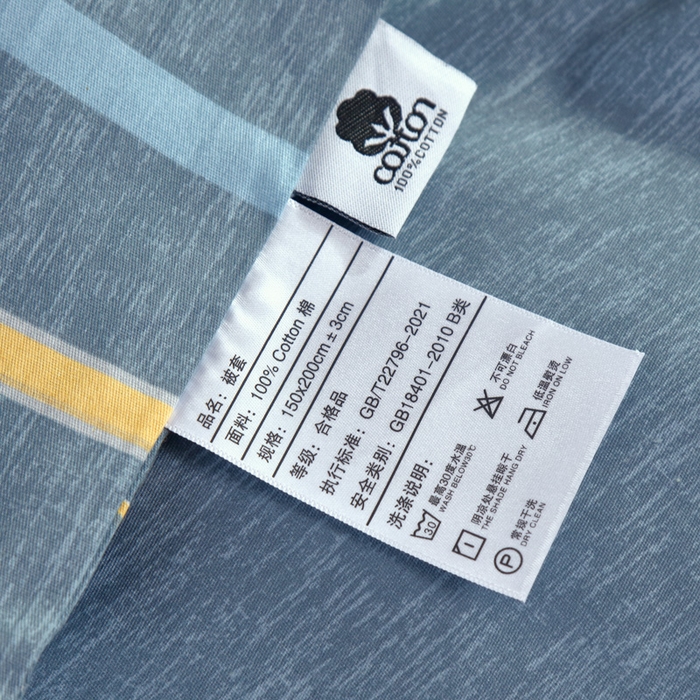 cotton
100%COTTON
品名：被套
面料：100% Cotton 棉
规格：150x200cm ± 3cm
等级：合格品
执行标准：GB/T22796-2021
安全类别：GB18401-2010 B类
洗涤说明：
30
最高30度水温
WASH BELOW30℃
不可漂白
DO NOT BLEACH
阴凉处悬挂晾干
THE SHADE HANG DRY
低温熨烫
IRON ON LOW
P
常规干洗
DRY CLEAN